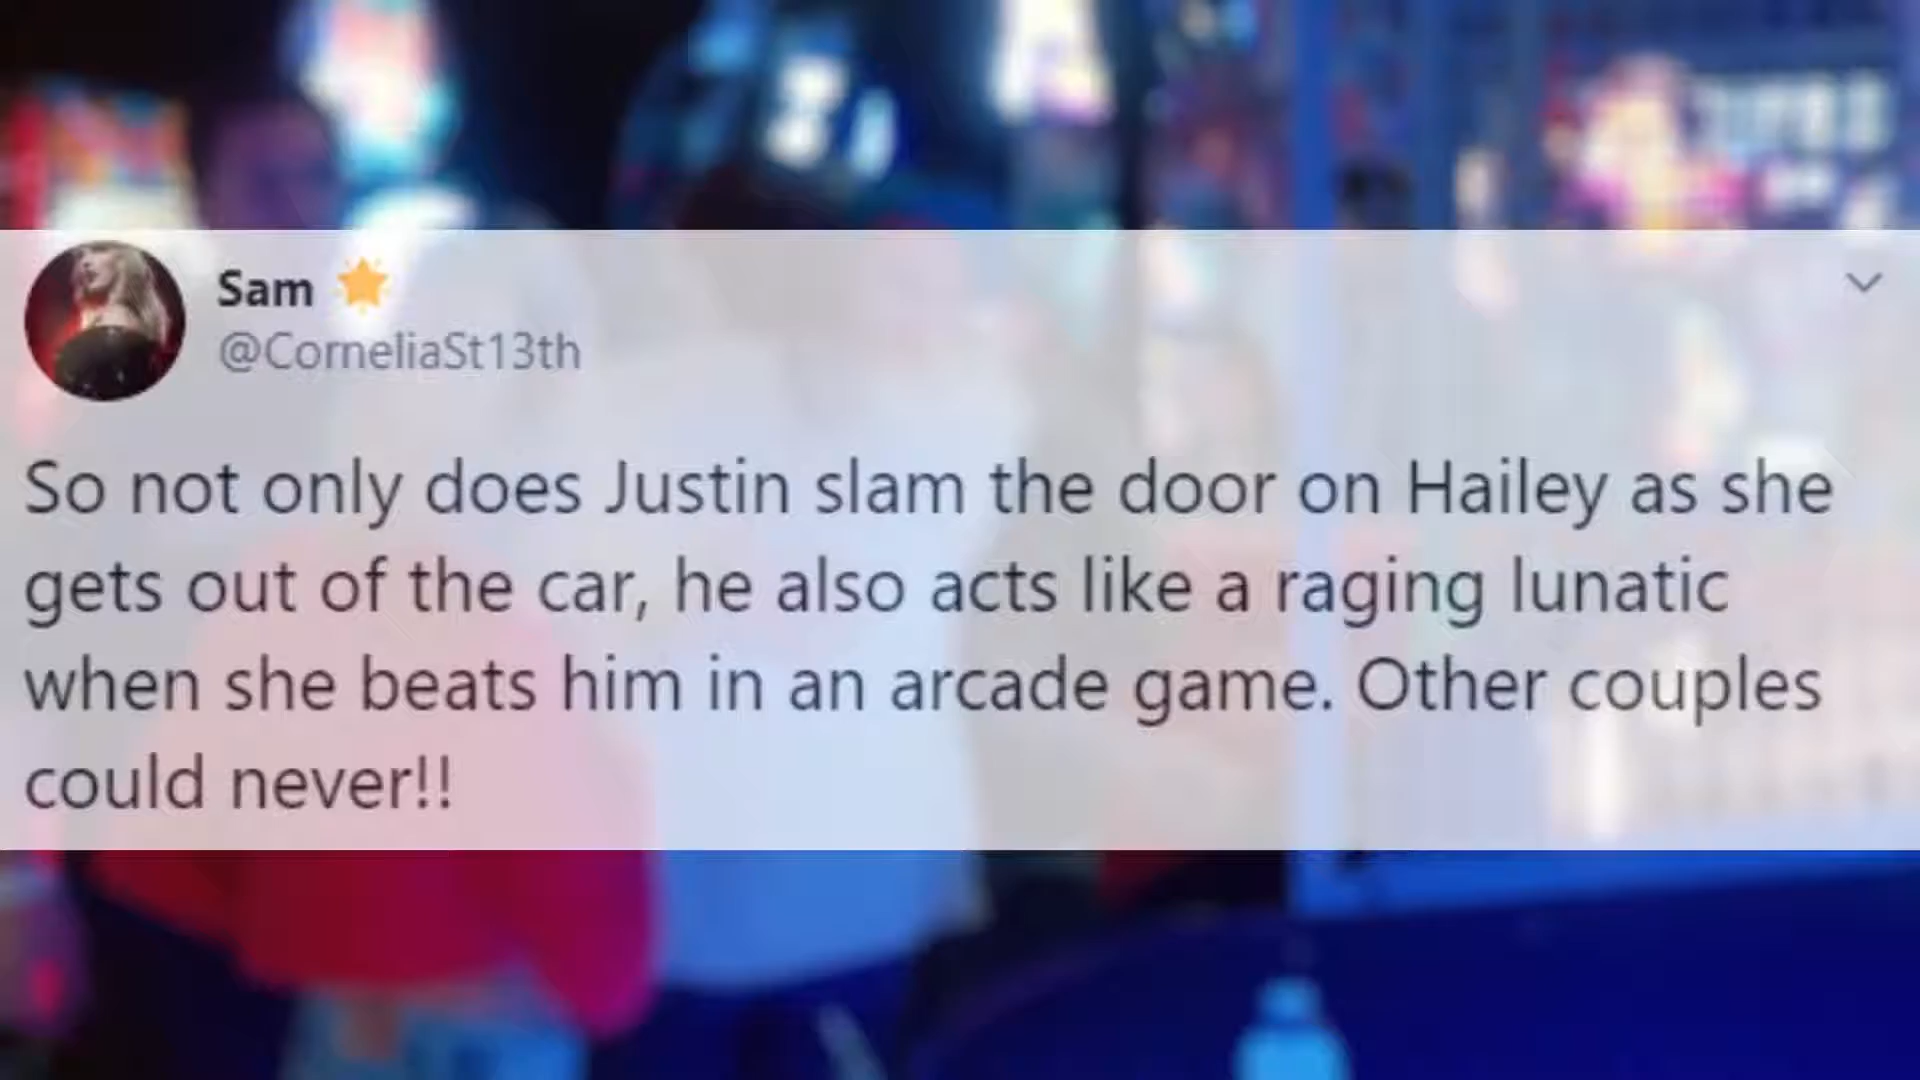 Sam
@CorneliaSt13th
So not only does Justin slam the door on Hailey as she
gets out of the car, he also acts like a raging lunatic
when she beats him in an arcade game. Other couples
could never!!